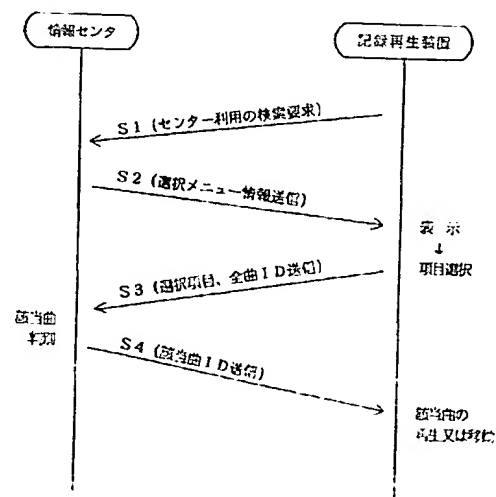 情報センタ
記録再生装置
S1(センター利用の検索要求)
S2(選択メニュー情報送信)
表示
↓
項目選択
S3(選択項目、全曲ID送信)
該当曲
判別
S4(該当曲ID送信)
該当曲の
再生又は移動